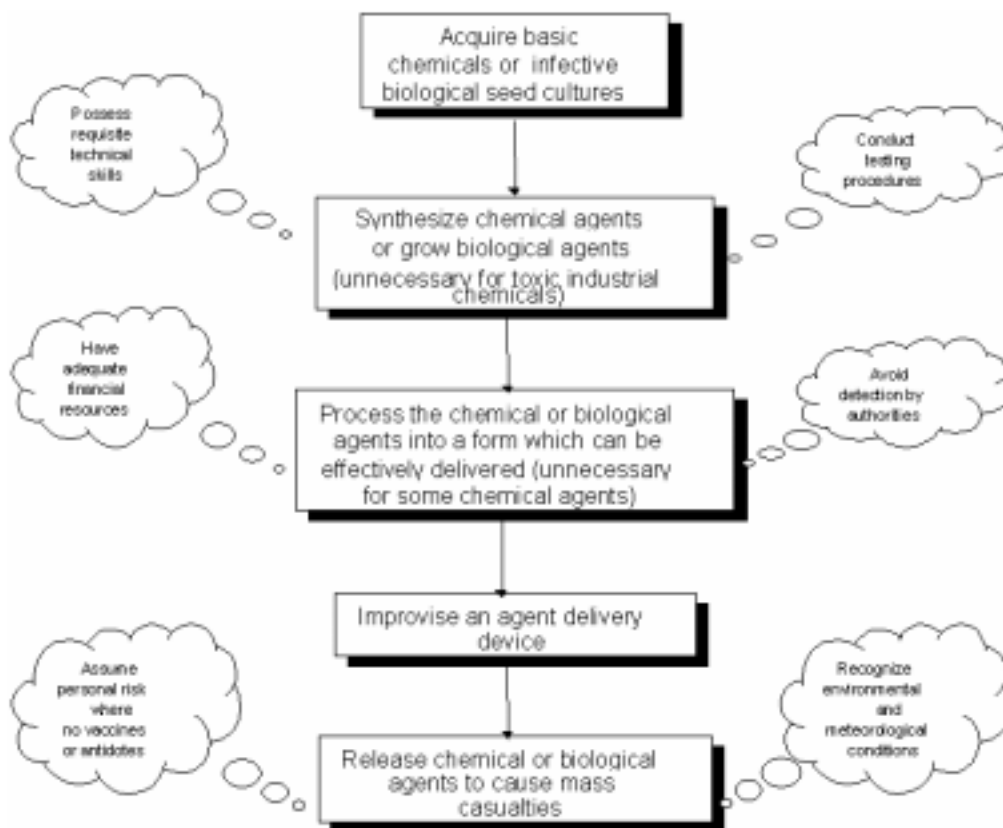 Acquire basic
chemicals or infective
biological seed cultures
Possess
requisite
technical
skills
Conduct
testing
procedures
Synthesize chemical agents
or grow biological agents
(unnecessary for toxic industrial
chemicals)
Have
adequate
financial
resources
Avoid
detection by
authorities
Process the chemical or biological
agents into a form which can be
effectively delivered (unnecessary
for some chemical agents)
Improvise an agent delivery
device
Assume
personal risk
where
no vaccines
or antidotes
Recognize
environmental
and
meteorological
conditions
Release chemical or biological
agents to cause mass
casualties